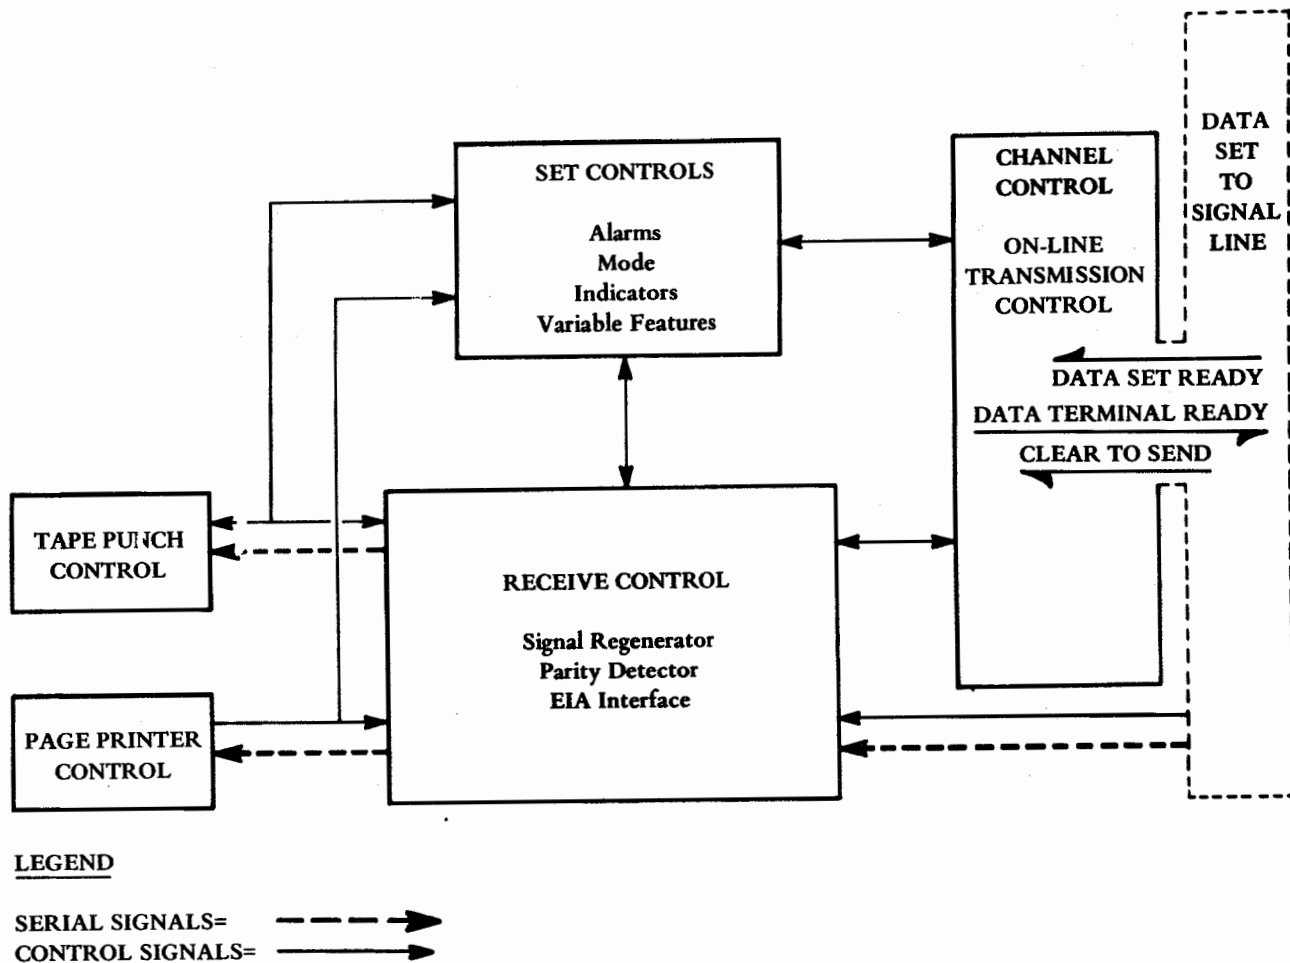 SET CONTROLS
Alarms
Mode
Indicators
Variable Features
CHANNEL
CONTROL
ON-LINE
TRANSMISSION
CONTROL
DATA
SET
TO
SIGNAL
LINE
DATA SET READY
DATA TERMINAL READY
CLEAR TO SEND
TAPE PUNCH
CONTROL
RECEIVE CONTROL
Signal Regenerator
Parity Detector
EIA Interface
PAGE PRINTER
CONTROL
LEGEND
SERIAL SIGNALS=
CONTROL SIGNALS=